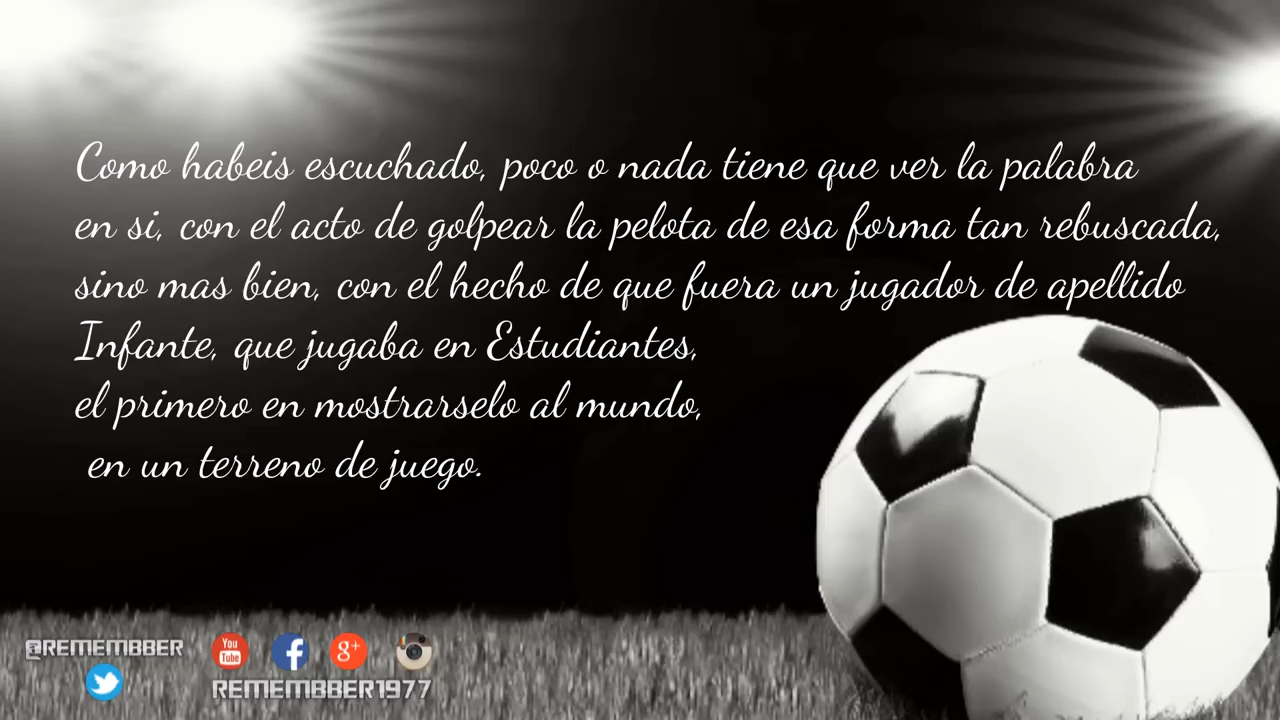 Como habeis escuchado, poco o nada tiene que ver la palabra
en si, con el acto de golpear la pelota de esa forma tan rebuscada,
sino mas bien, con el hecho de que fuera un jugador de apellido
Infante, que jugaba en Estudiantes,
el primero en mostrarselo al mundo,
en un terreno de juego.
@REMEMBBER
You Tube
g+
REMEMBBER1977